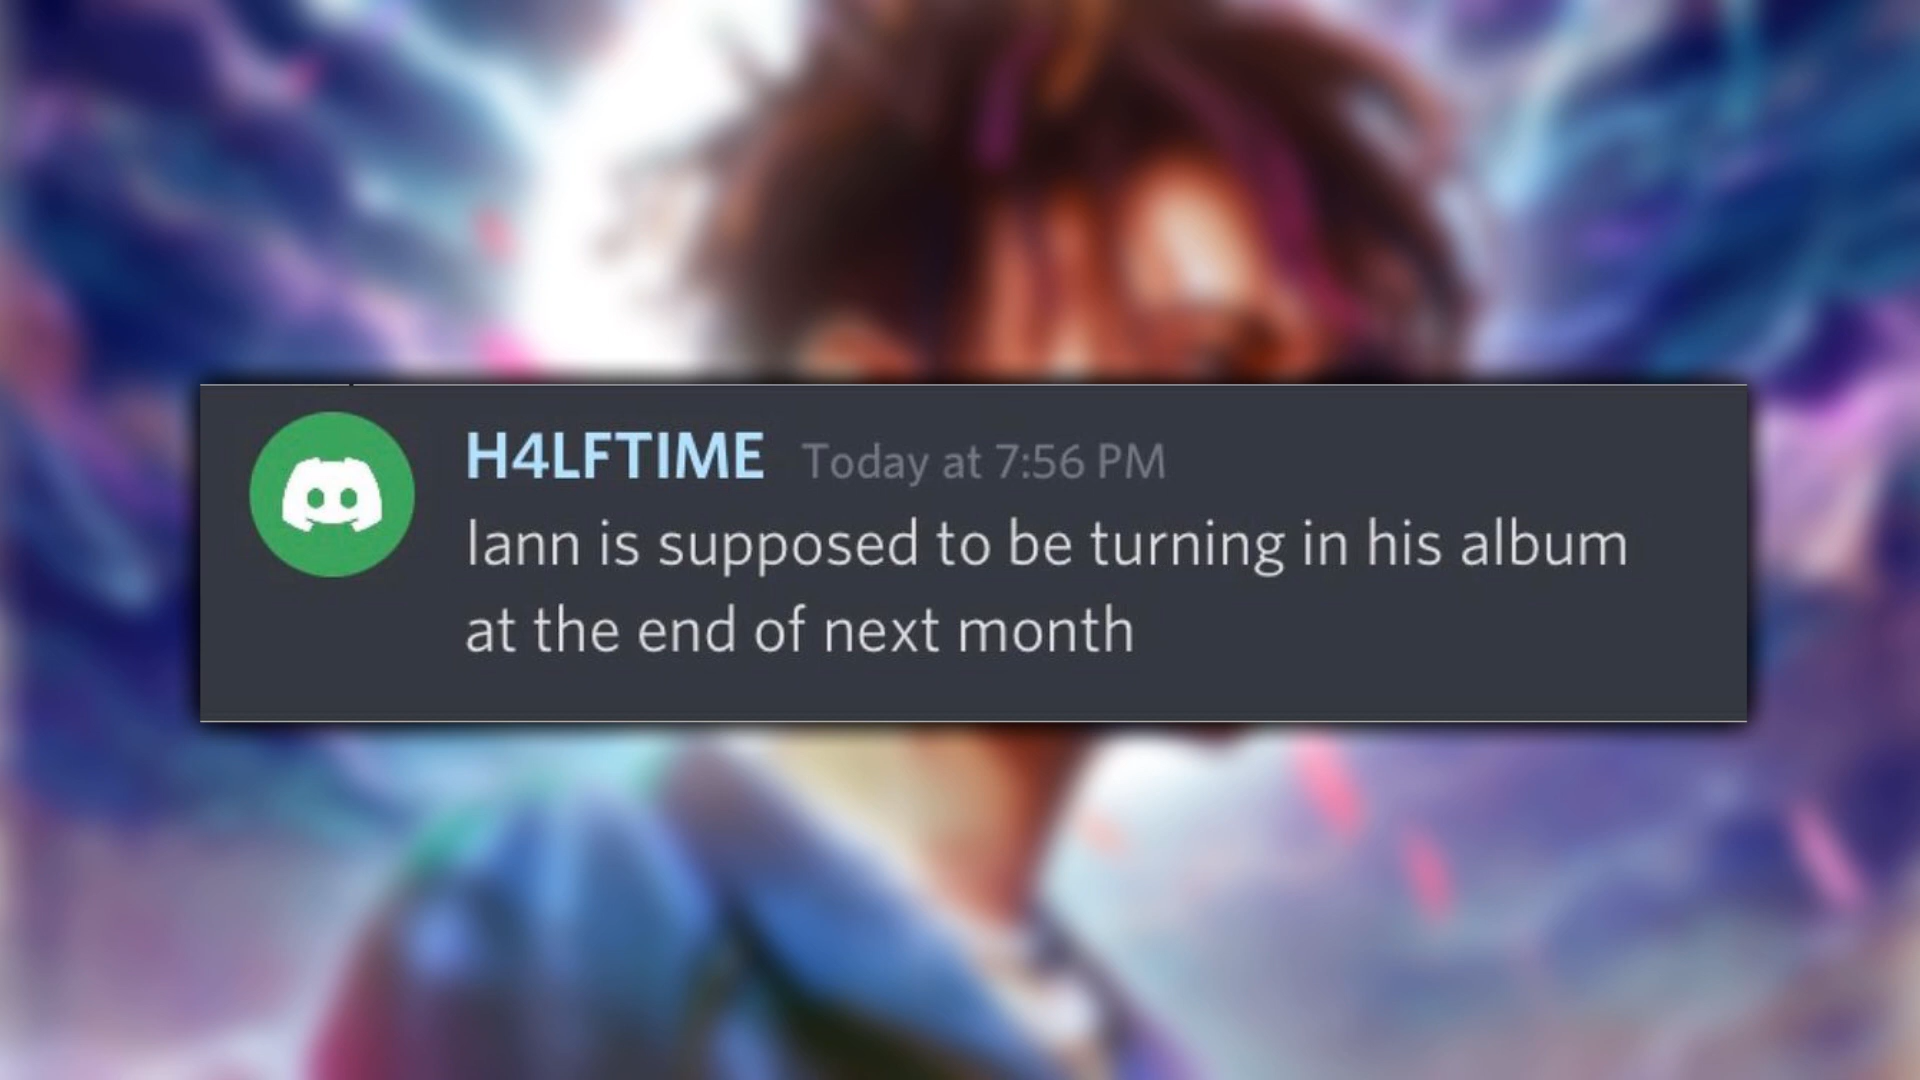 H4LFTIME Today at 7:56 PM
Iann is supposed to be turning in his album
at the end of next month